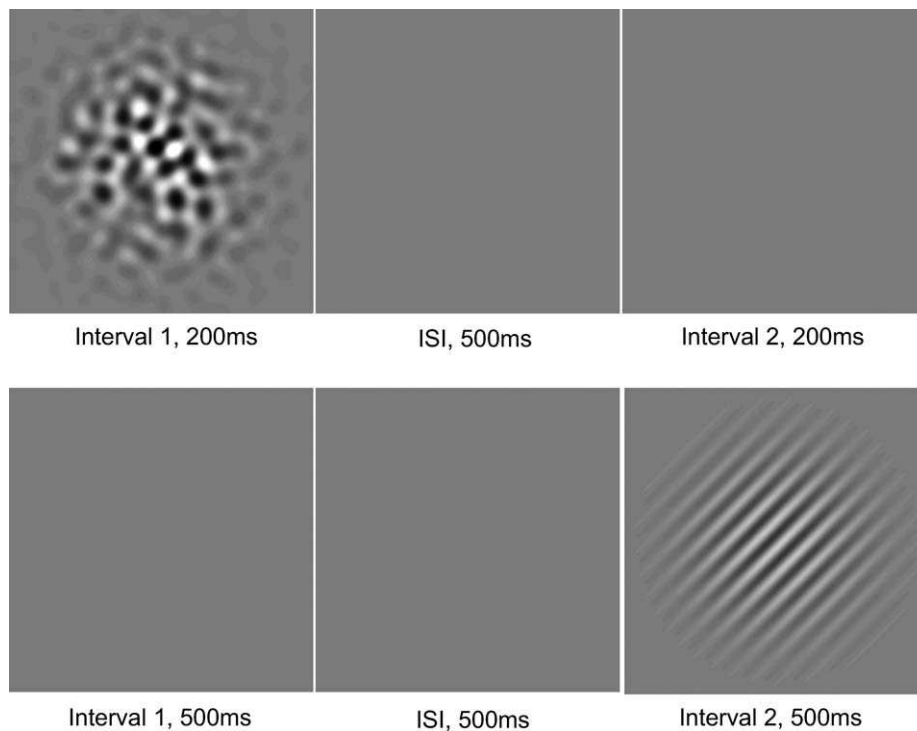 Interval 1, 200ms
ISI, 500ms
Interval 2, 200ms
Interval 1, 500ms
ISI, 500ms
Interval 2, 500ms